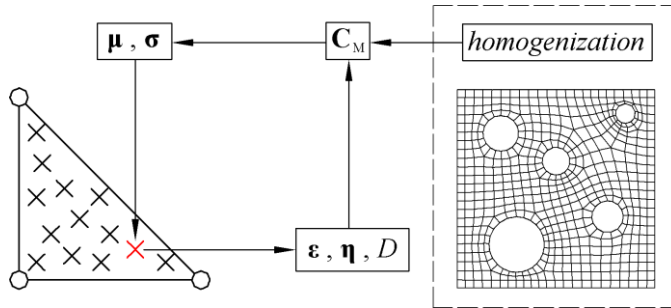 μ , σ
C_M
homogenization
ε , η , D